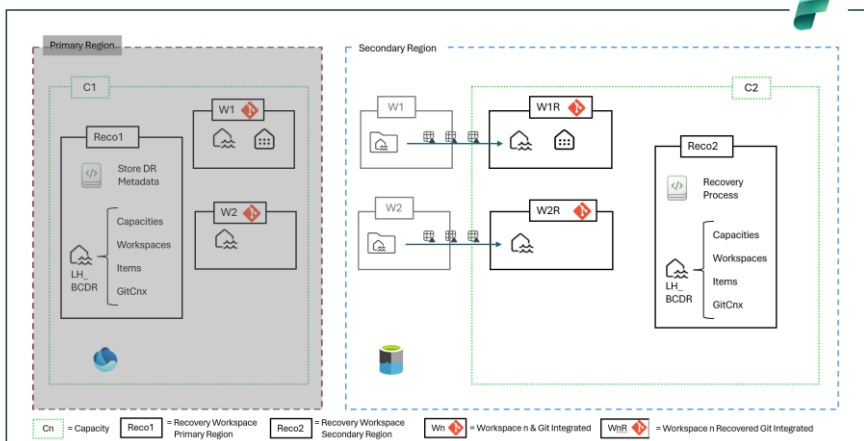 Primary Region
C1
Reco1
</>
Store DR
Metadata
Capacities
Workspaces
Items
GitCnx
LH_
BCDR
W1
W2
Secondary Region
W1
W2
W1R
W2R
C2
Reco2
</>
Recovery
Process
Capacities
Workspaces
Items
GitCnx
LH_
BCDR
Cn = Capacity
Reco1 = Recovery Workspace
Primary Region
Reco2 = Recovery Workspace
Secondary Region
Wn = Workspace n & Git Integrated
WnR = Workspace n Recovered Git Integrated